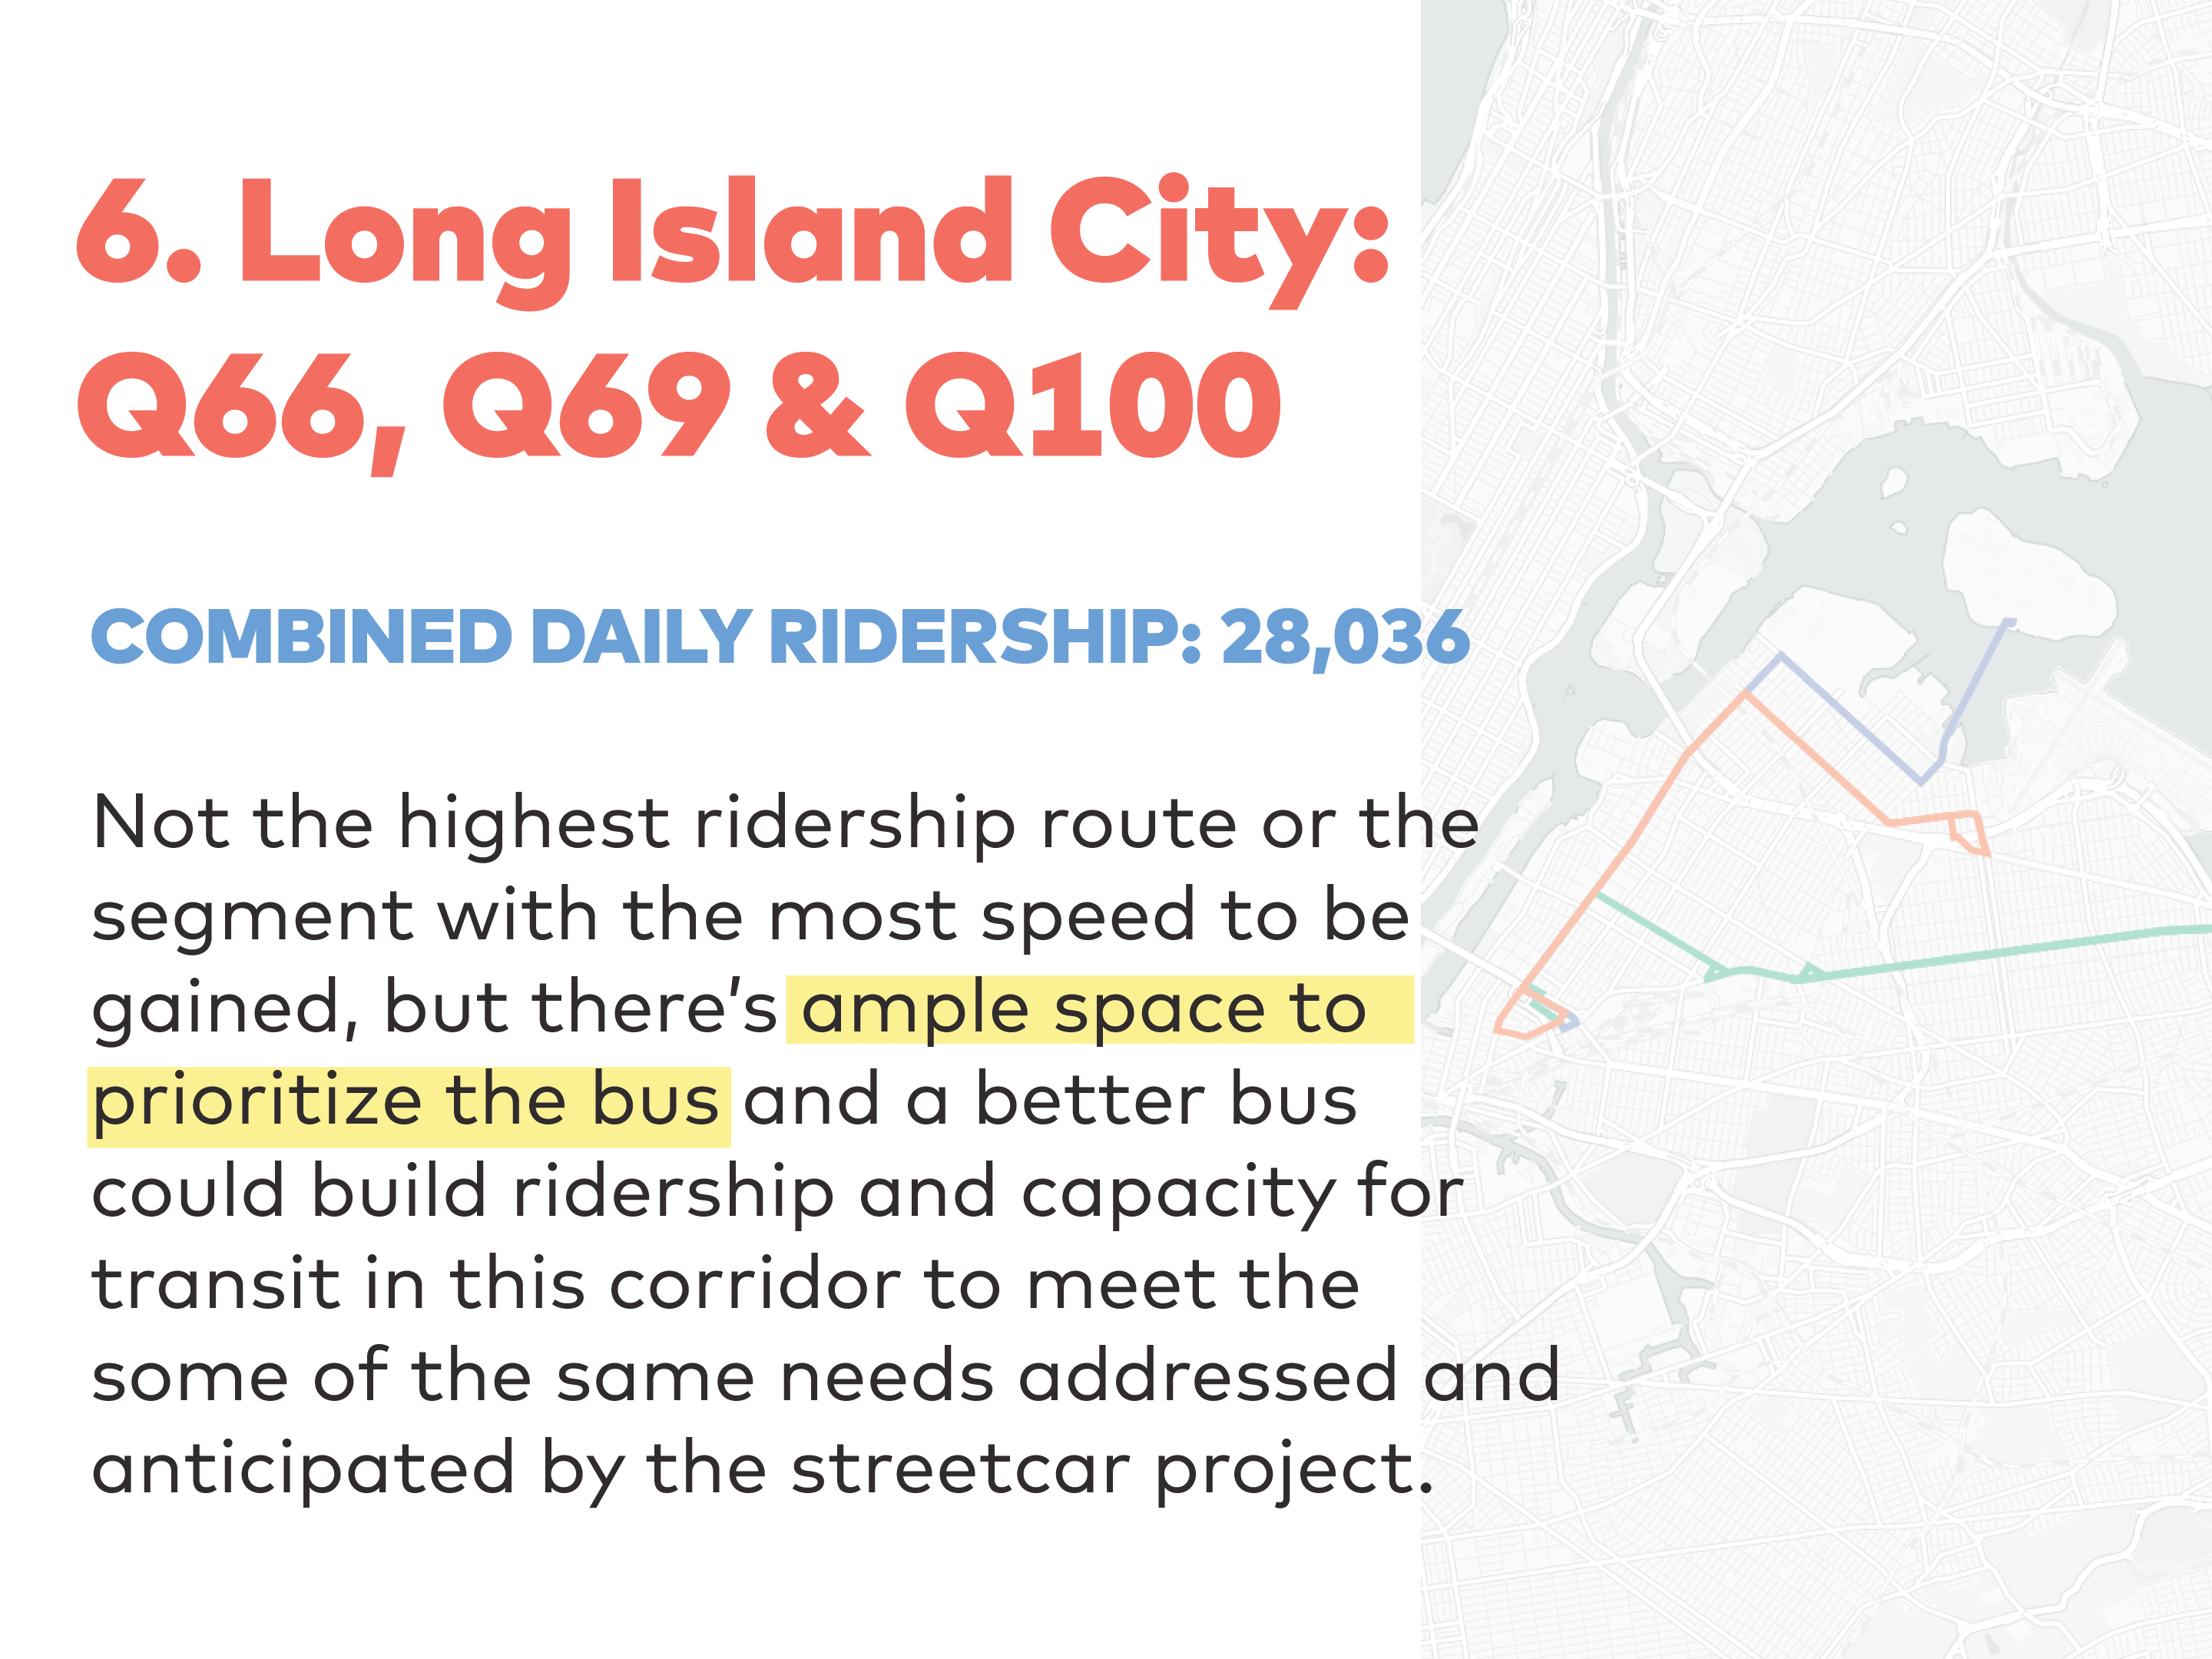 6. Long Island City:
Q66, Q69 & Q100
COMBINED DAILY RIDERSHIP: 28,036
Not the highest ridership route or the
segment with the most speed to be
gained, but there’s ample space to
prioritize the bus and a better bus
could build ridership and capacity for
transit in this corridor to meet the
some of the same needs addressed and
anticipated by the streetcar project.